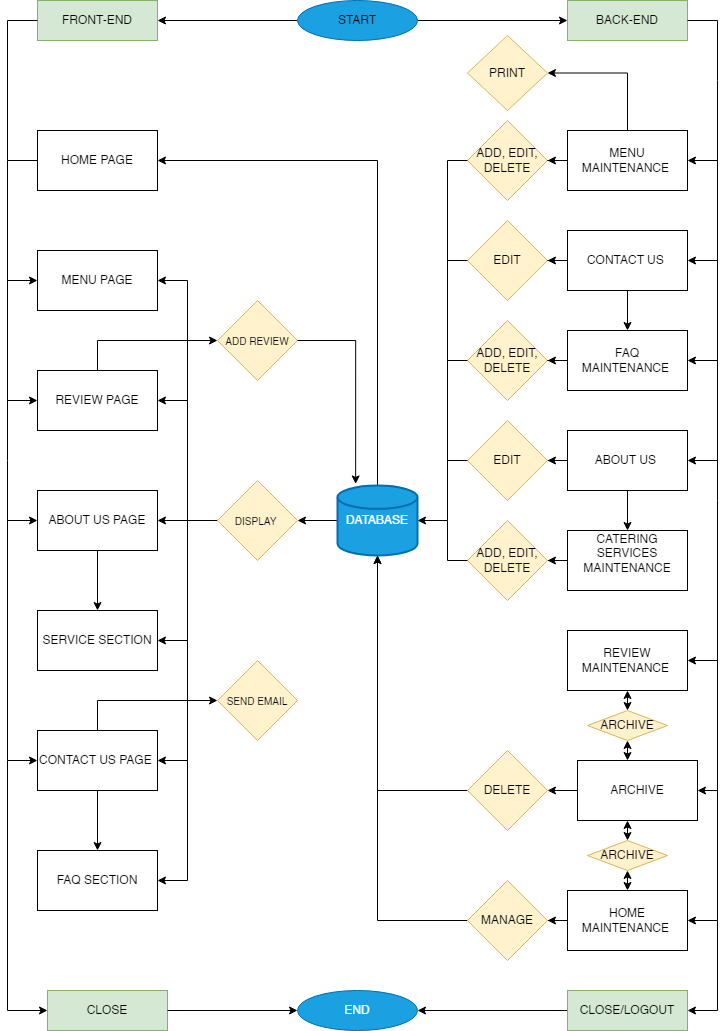 FRONT-END
START
BACK-END
PRINT
HOME PAGE
ADD, EDIT,
DELETE
MENU
MAINTENANCE
MENU PAGE
EDIT
CONTACT US
ADD REVIEW
ADD, EDIT,
DELETE
FAQ
MAINTENANCE
REVIEW PAGE
EDIT
ABOUT US
ABOUT US PAGE
DISPLAY
DATABASE
ADD, EDIT,
DELETE
CATERING
SERVICES
MAINTENANCE
SERVICE SECTION
REVIEW
MAINTENANCE
SEND EMAIL
ARCHIVE
CONTACT US PAGE
DELETE
ARCHIVE
ARCHIVE
FAQ SECTION
MANAGE
HOME
MAINTENANCE
CLOSE
END
CLOSE/LOGOUT